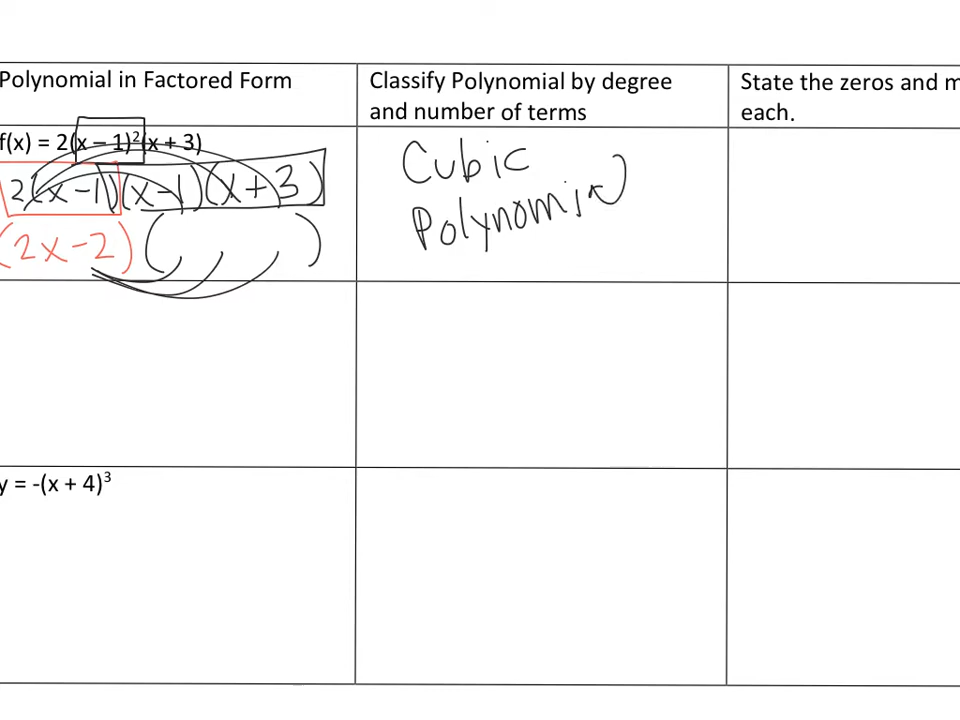 Polynomial in Factored Form
Classify Polynomial by degree
and number of terms
State the zeros and m
each.
f(x) = 2(x – 1)²(x + 3)
2(x-1)(x-1)(x+3)
(2x-2)( , , )
Cubic
Polynomial
y = -(x + 4)³